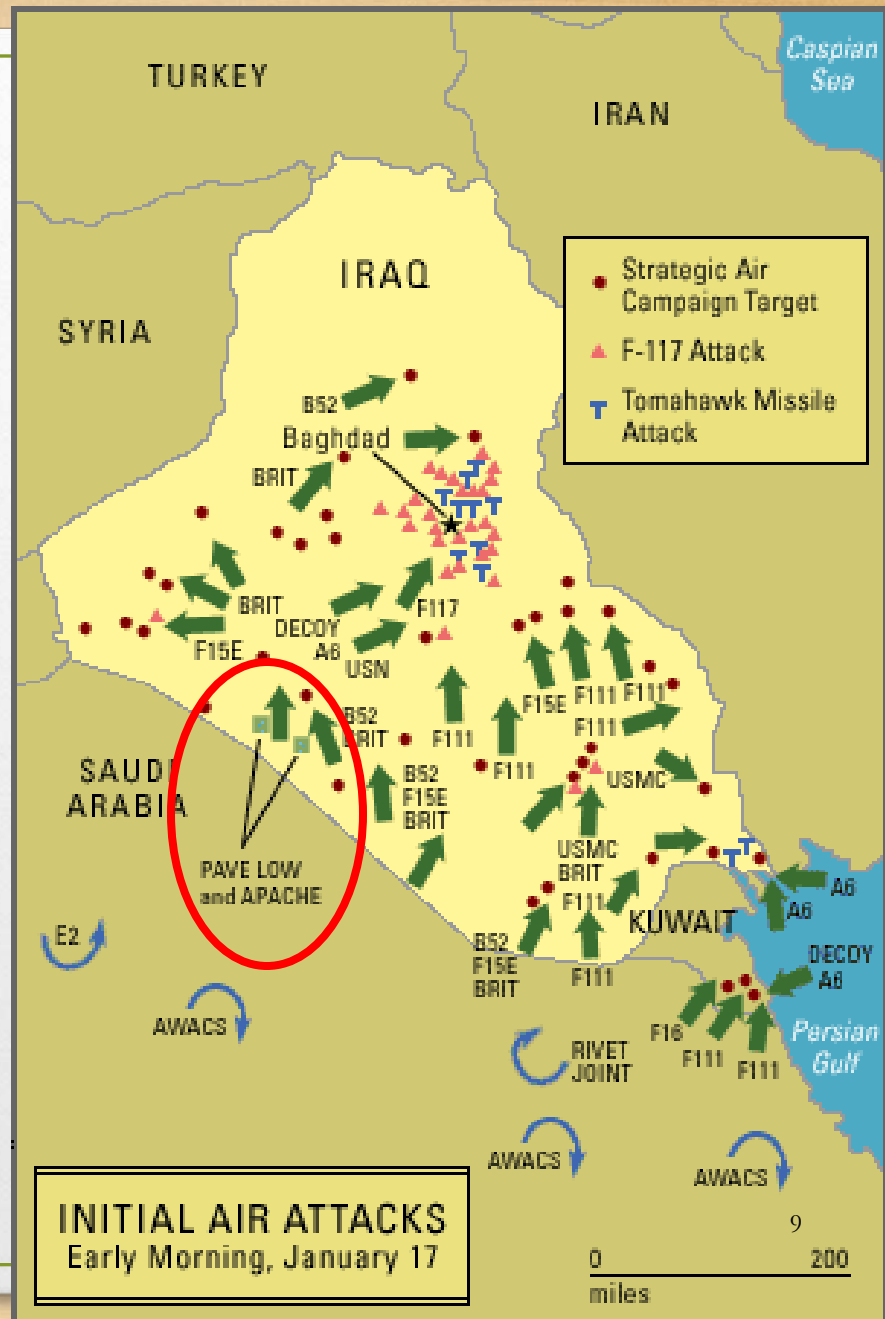 Caspian
Sea
TURKEY
IRAN
IRAQ
SYRIA
Strategic Air
Campaign Target
F-117 Attack
Tomahawk Missile
Attack
B52
Baghdad
BRIT
BRIT
F15E
DECOY
A6
USN
F117
F15E
F111
F111
F111
B52
BRIT
F111
F111
USMC
SAUDI
ARABIA
B52
F15E
BRIT
USMC
BRIT
F111
PAVE LOW
and APACHE
KUWAIT
A6
A6
E2
B52
F15E
BRIT
F111
DECOY
A6
AWACS
F16
F111
F111
RIVET
JOINT
Persian
Gulf
AWACS
AWACS
INITIAL AIR ATTACKS
Early Morning, January 17
9
0 200
miles